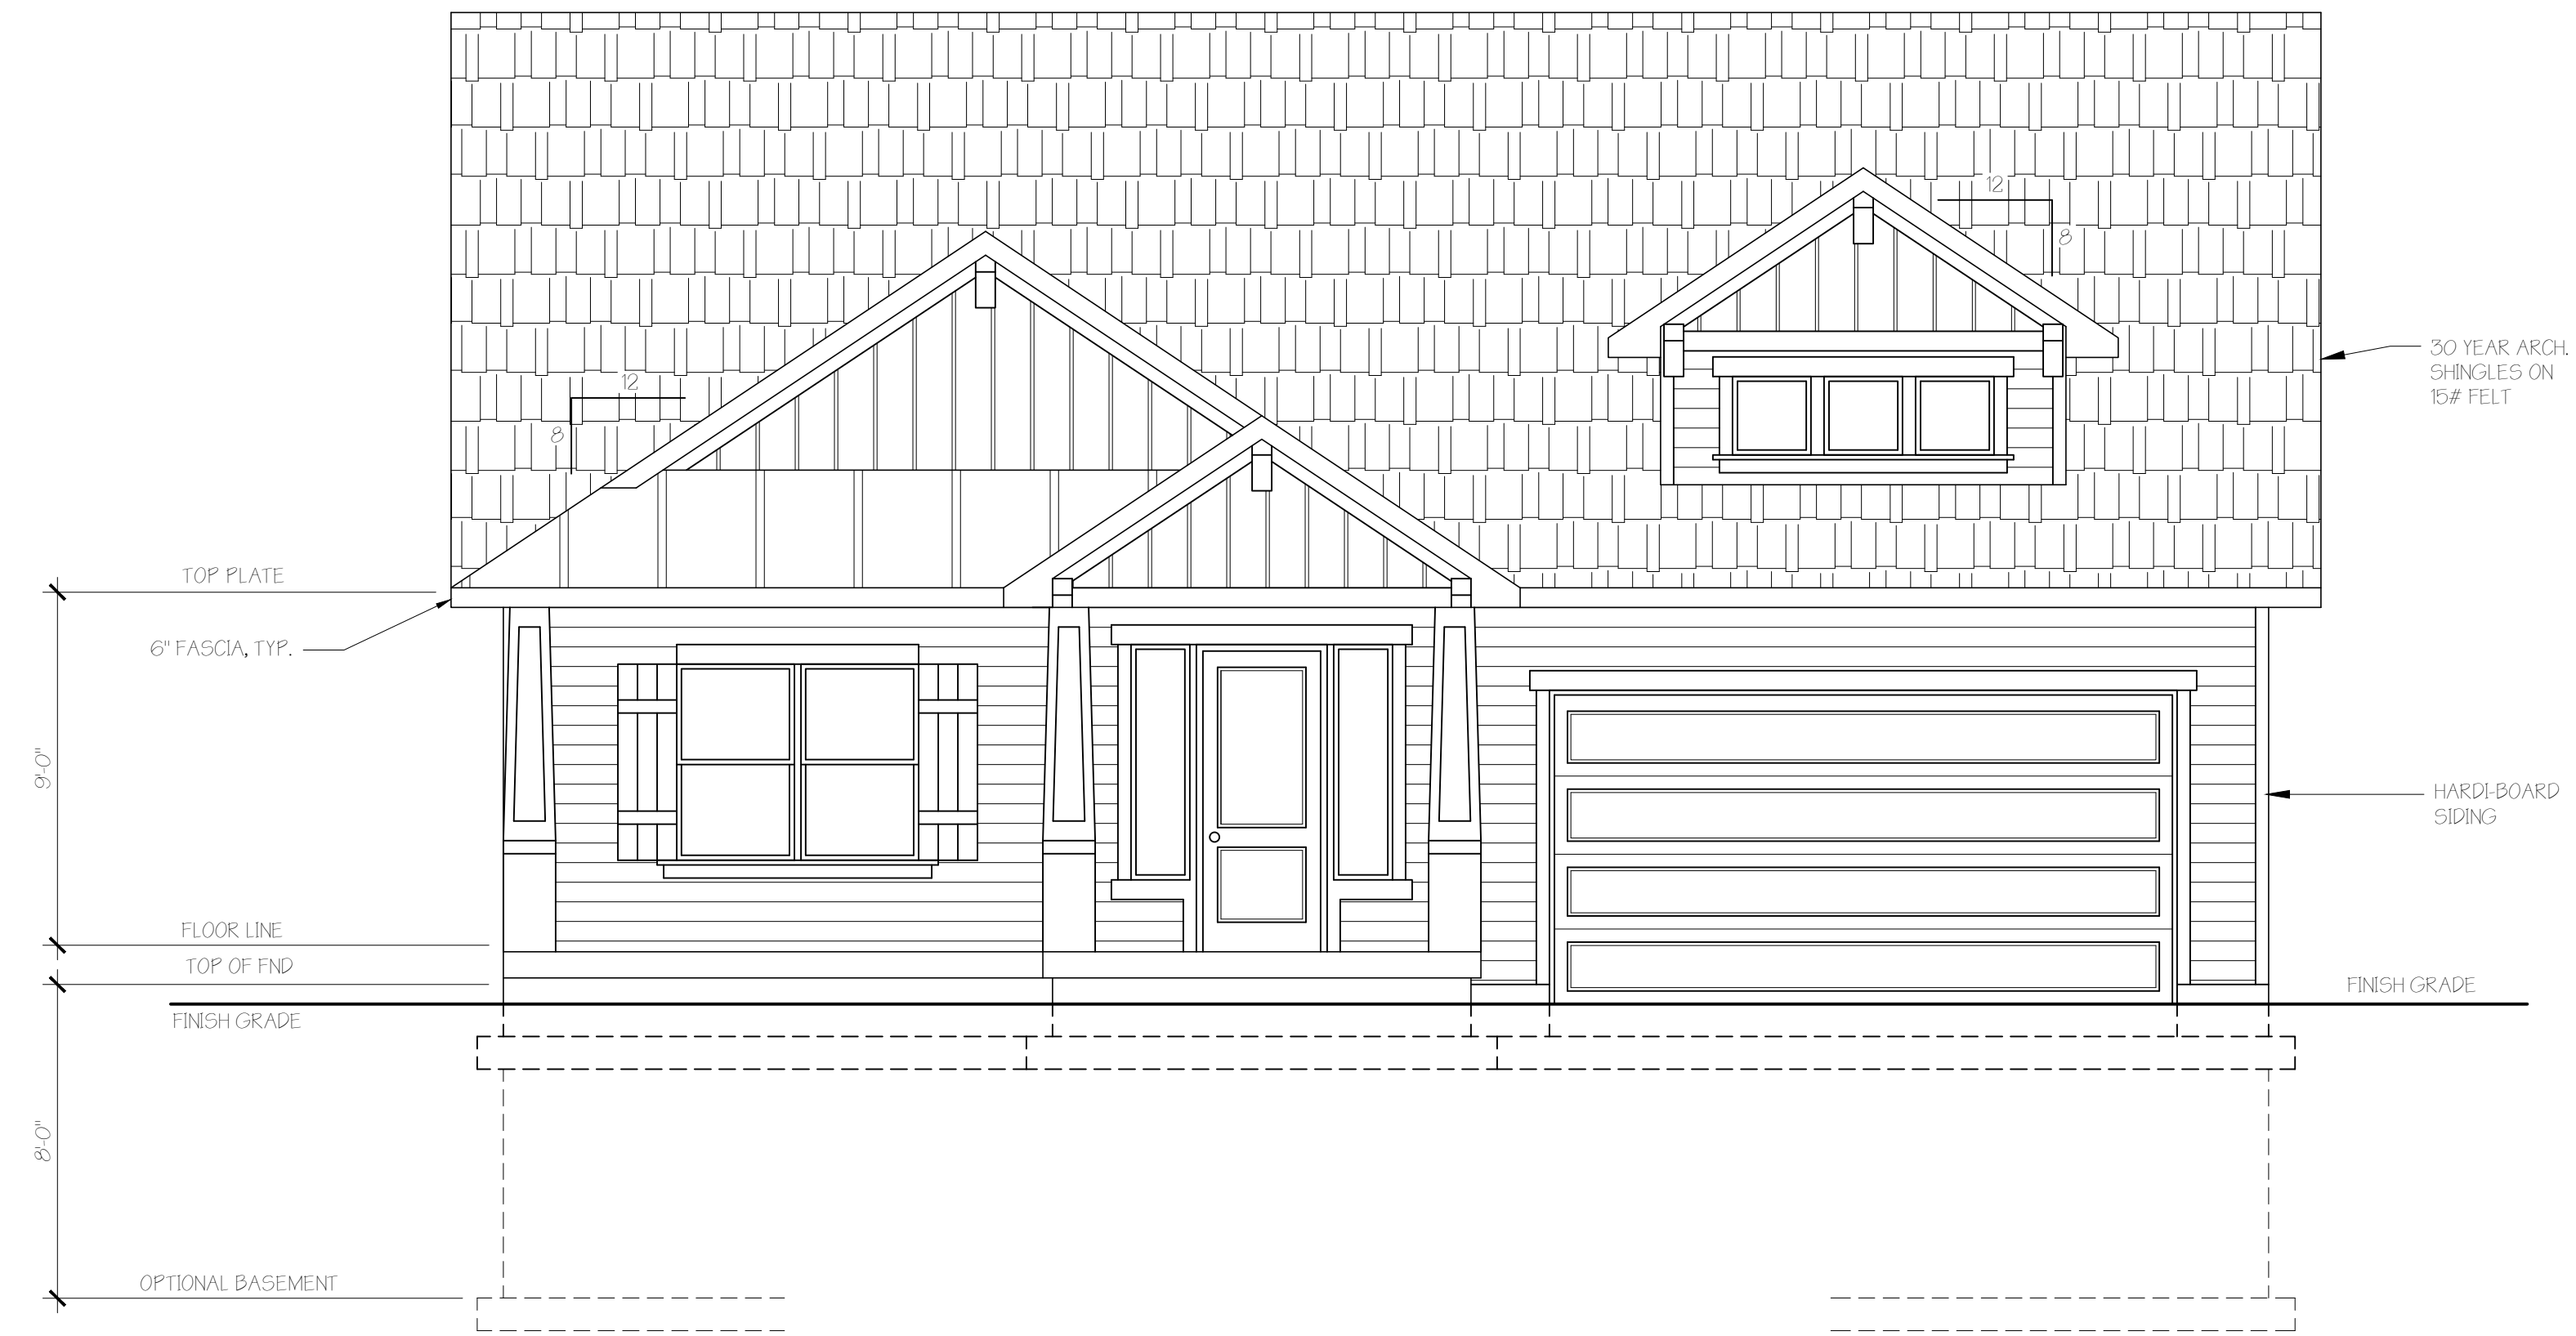 12
8
30 YEAR ARCH.
SHINGLES ON
15# FELT
12
8
TOP PLATE
6" FASCIA, TYP.
9'-0"
HARDI-BOARD
SIDING
FLOOR LINE
TOP OF FND
FINISH GRADE
FINISH GRADE
8'-0"
OPTIONAL BASEMENT